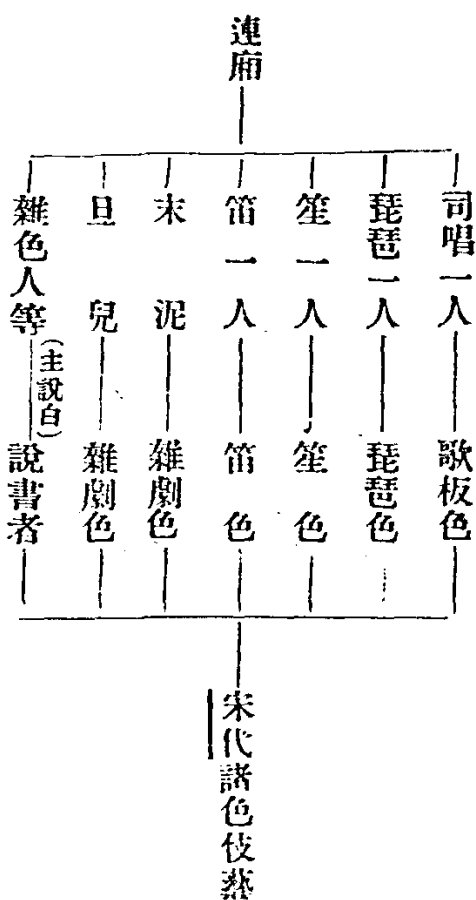 連廂
司唱一人
歌板色
琵琶一人
琵琶色
笙一人
笙色
笛一人
笛色
末泥
雜劇色
旦兒
雜劇色
雜色人等
(主說白)
說書者
宋代諸色伎藝